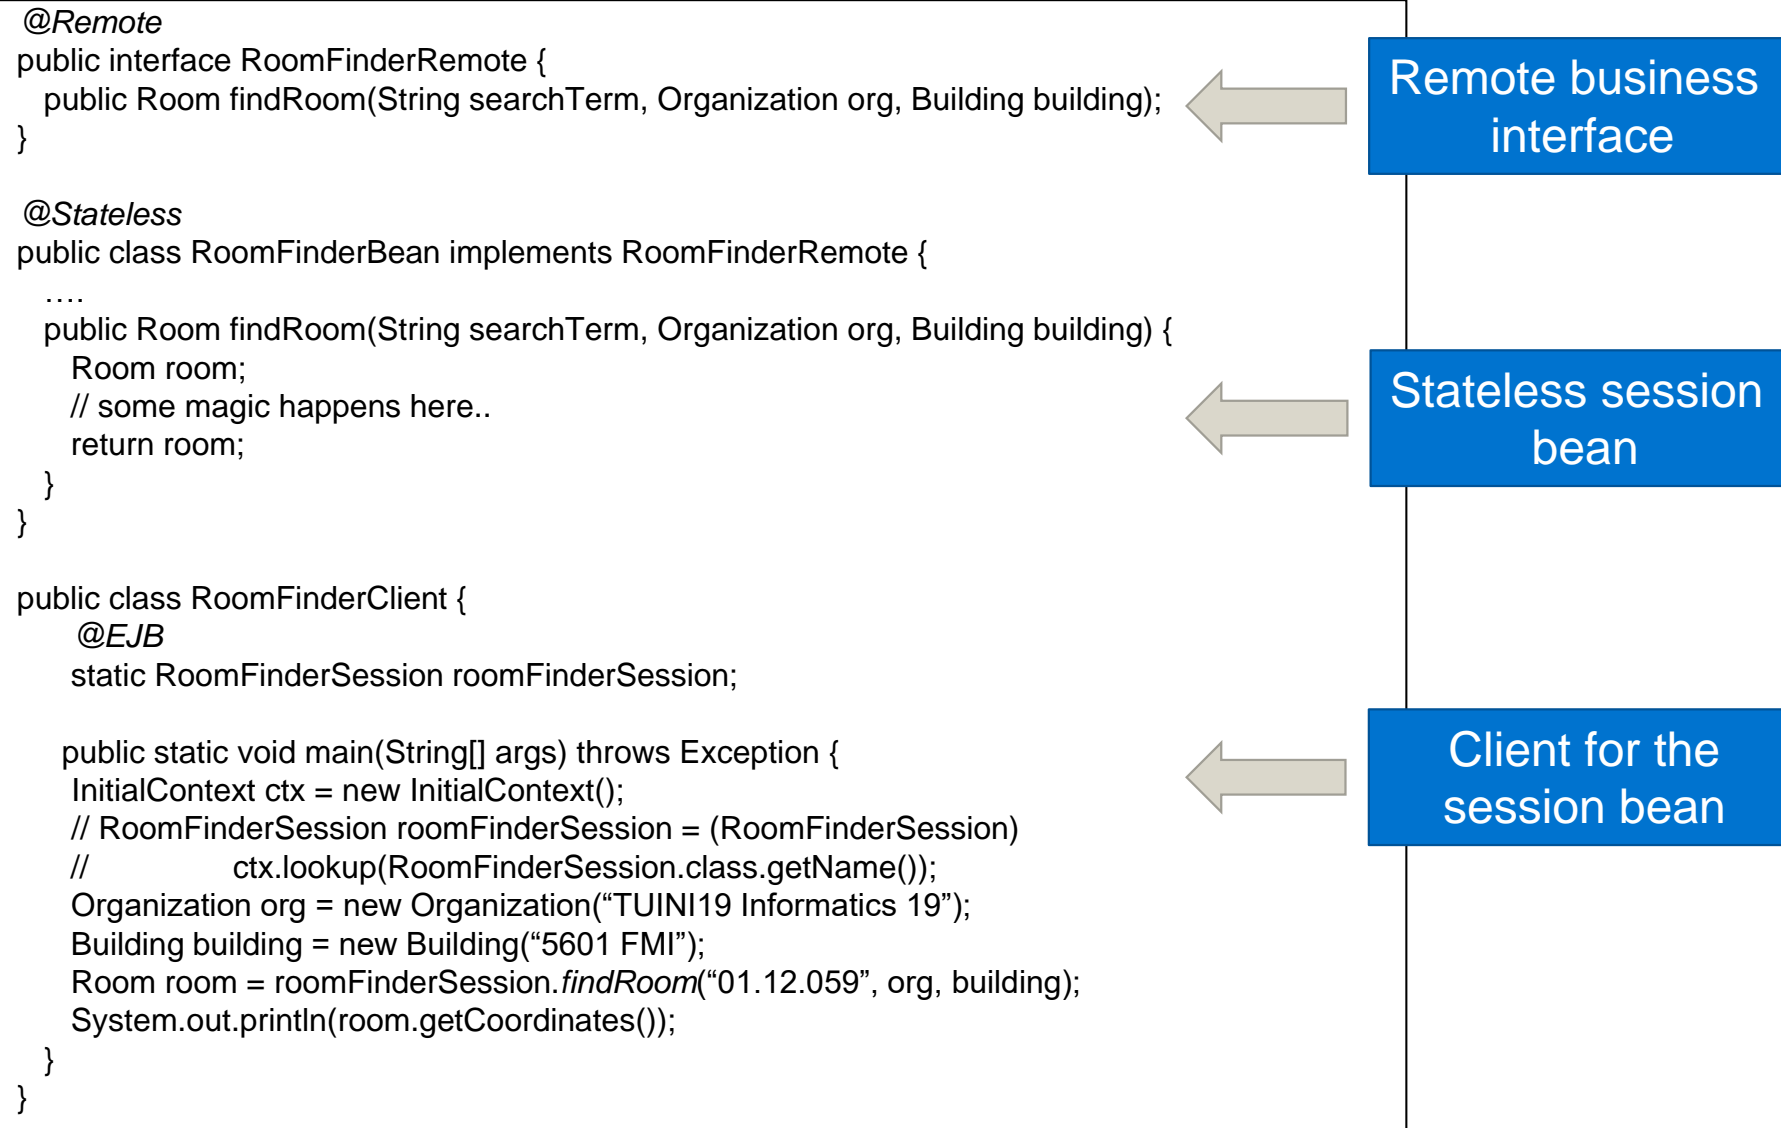 @Remote
public interface RoomFinderRemote {
public Room findRoom(String searchTerm, Organization org, Building building);
}
@Stateless
public class RoomFinderBean implements RoomFinderRemote {
….
public Room findRoom(String searchTerm, Organization org, Building building) {
Room room;
// some magic happens here..
return room;
}
}
public class RoomFinderClient {
@EJB
static RoomFinderSession roomFinderSession;
public static void main(String[] args) throws Exception {
InitialContext ctx = new InitialContext();
// RoomFinderSession roomFinderSession = (RoomFinderSession)
// ctx.lookup(RoomFinderSession.class.getName());
Organization org = new Organization(“TUINI19 Informatics 19”);
Building building = new Building(“5601 FMI”);
Room room = roomFinderSession.findRoom(“01.12.059”, org, building);
System.out.println(room.getCoordinates());
}
}
Remote business
interface
Stateless session
bean
Client for the
session bean